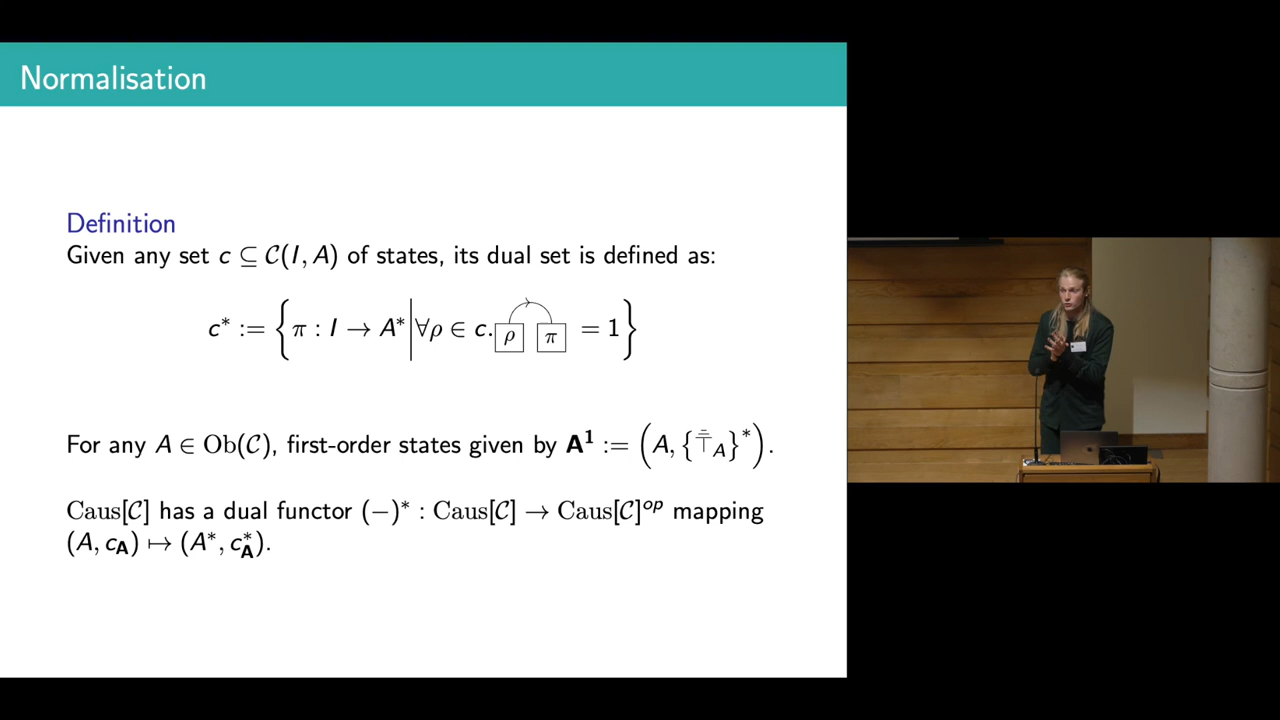 Normalisation
Definition
Given any set c ⊆ 𝒞(I, A) of states, its dual set is defined as:
c* := { π : I → A* | ∀ρ ∈ c. ρ π = 1 }
For any A ∈ Ob(𝒞), first-order states given by 𝐀¹ := (A, {⏉_A}*).
Caus[𝒞] has a dual functor (−)* : Caus[𝒞] → Caus[𝒞]^op mapping
(A, c_𝐀) ↦ (A*, c*_𝐀).